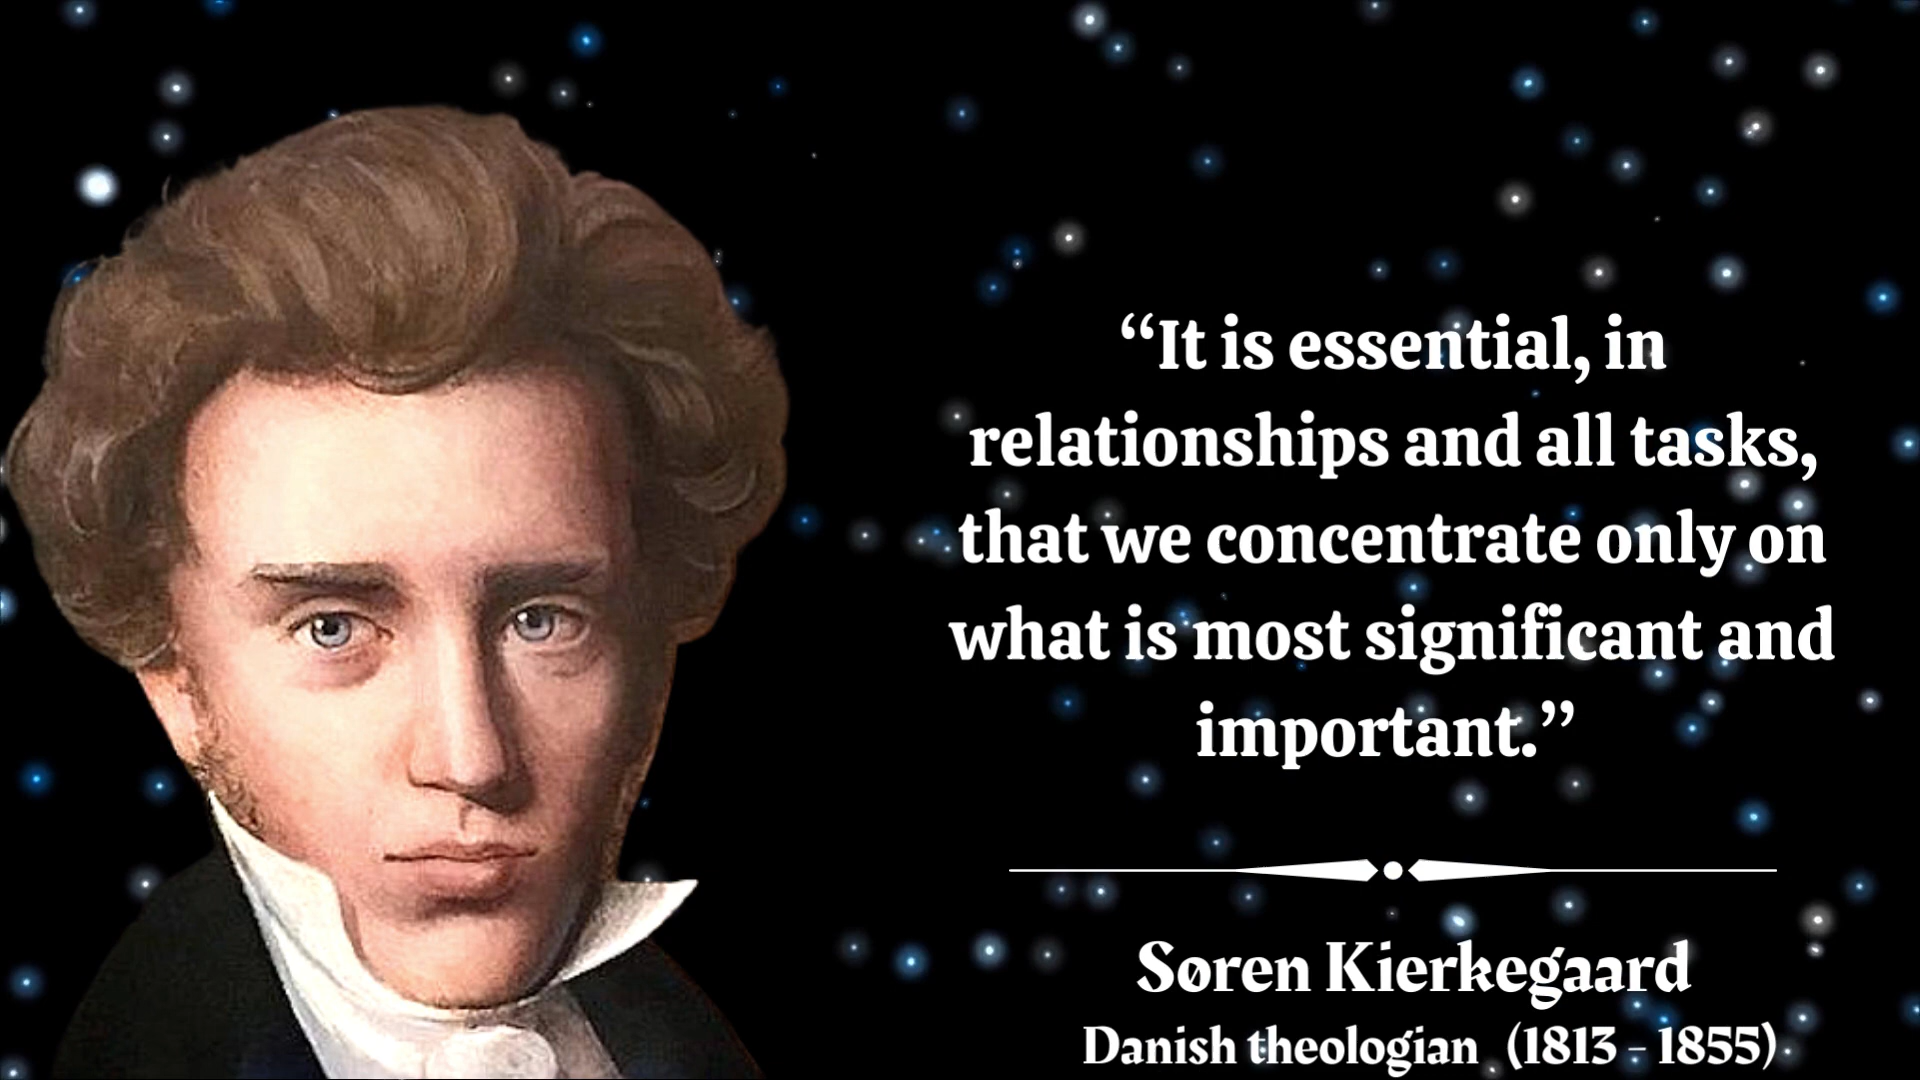 “It is essential, in
relationships and all tasks,
that we concentrate only on
what is most significant and
important.”
Søren Kierkegaard
Danish theologian (1813 - 1855)